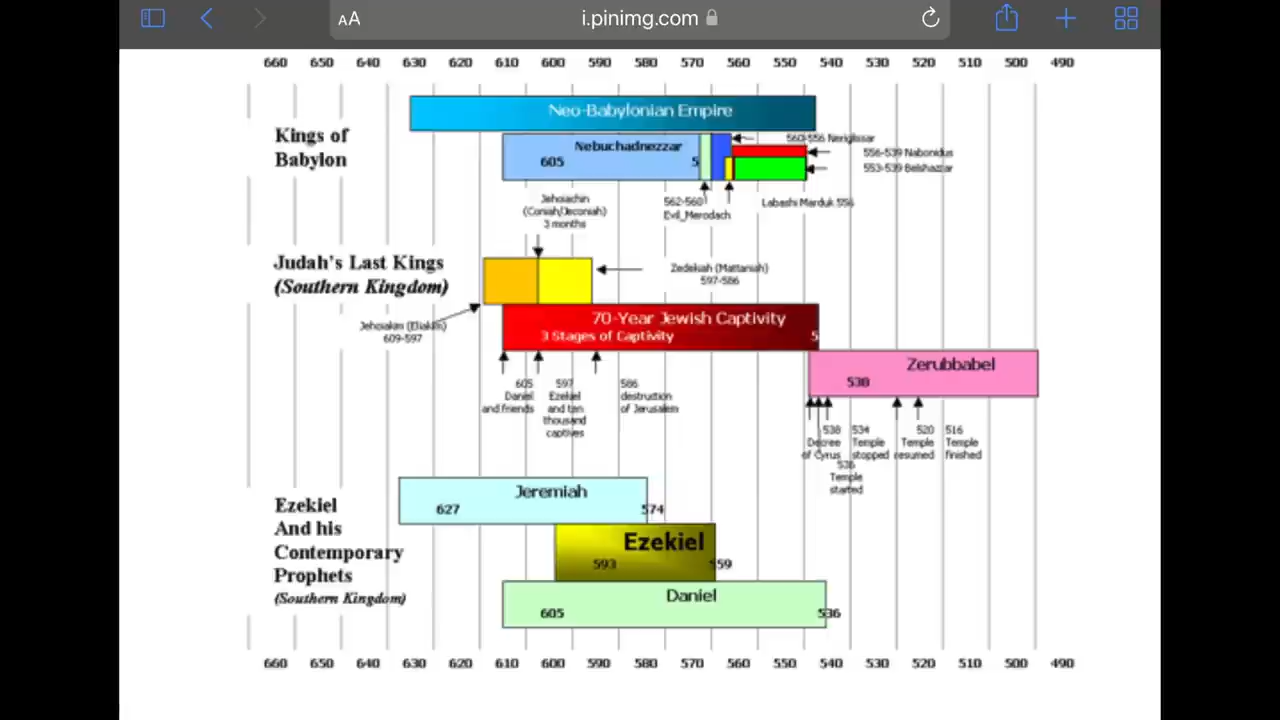 AA
i.pinimg.com
660 650 640 630 620 610 600 590 580 570 560 550 540 530 520 510 500 490
Neo-Babylonian Empire
Kings of
Babylon
Nebuchadnezzar
605 5
560-556 Neriglissar
556-539 Nabonidus
553-539 Belshazzar
562-560
Evil_Merodach
Labashi Marduk 556
Jehoiachin
(Coniah/Jeconiah)
3 months
Judah's Last Kings
(Southern Kingdom)
Zedekiah (Mattaniah)
597-586
Jehoiakim (Eliakim)
609-597
70-Year Jewish Captivity
3 Stages of Captivity 5
605
Daniel
and friends
597
Ezekiel
and ten
thousand
captives
586
destruction
of Jerusalem
Zerubbabel
538
538
Decree
of Cyrus
536
Temple
started
534
Temple
stopped
520
Temple
resumed
516
Temple
finished
Ezekiel
And his
Contemporary
Prophets
(Southern Kingdom)
Jeremiah
627 574
Ezekiel
593 559
Daniel
605 536
660 650 640 630 620 610 600 590 580 570 560 550 540 530 520 510 500 490